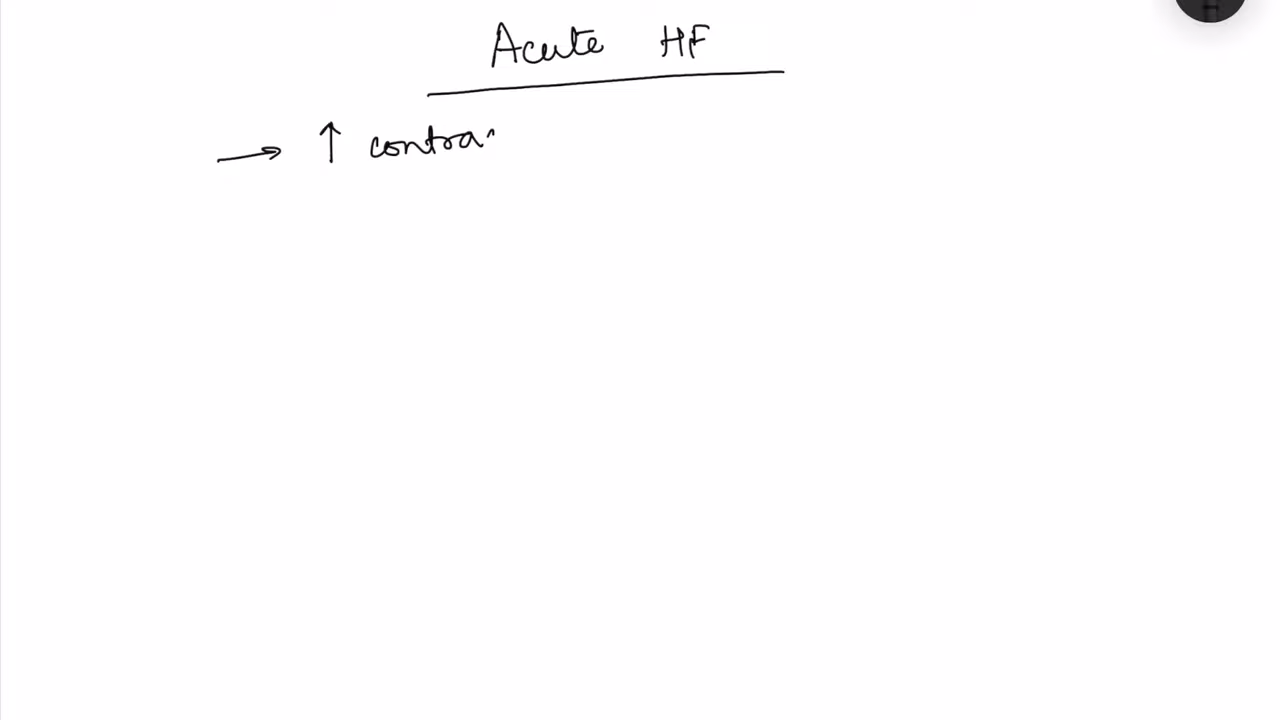 Acute HF
→ ↑ contra